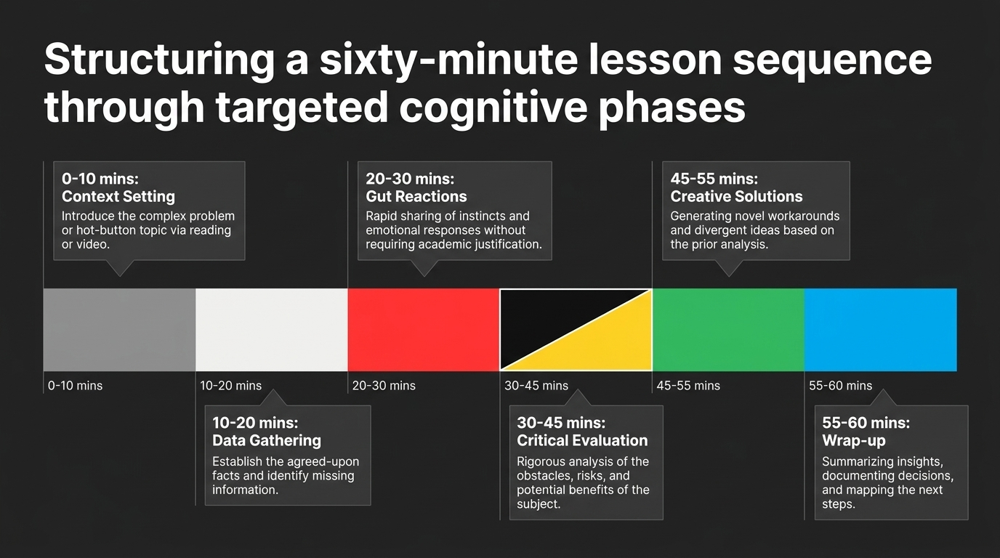 Structuring a sixty-minute lesson sequence
through targeted cognitive phases
0-10 mins:
Context Setting
Introduce the complex problem
or hot-button topic via reading
or video.
20-30 mins:
Gut Reactions
Rapid sharing of instincts and
emotional responses without
requiring academic justification.
45-55 mins:
Creative Solutions
Generating novel workarounds
and divergent ideas based on
the prior analysis.
0-10 mins
10-20 mins
20-30 mins
30-45 mins
45-55 mins
55-60 mins
10-20 mins:
Data Gathering
Establish the agreed-upon
facts and identify missing
information.
30-45 mins:
Critical Evaluation
Rigorous analysis of the
obstacles, risks, and
potential benefits of the
subject.
55-60 mins:
Wrap-up
Summarizing insights,
documenting decisions,
and mapping the next
steps.